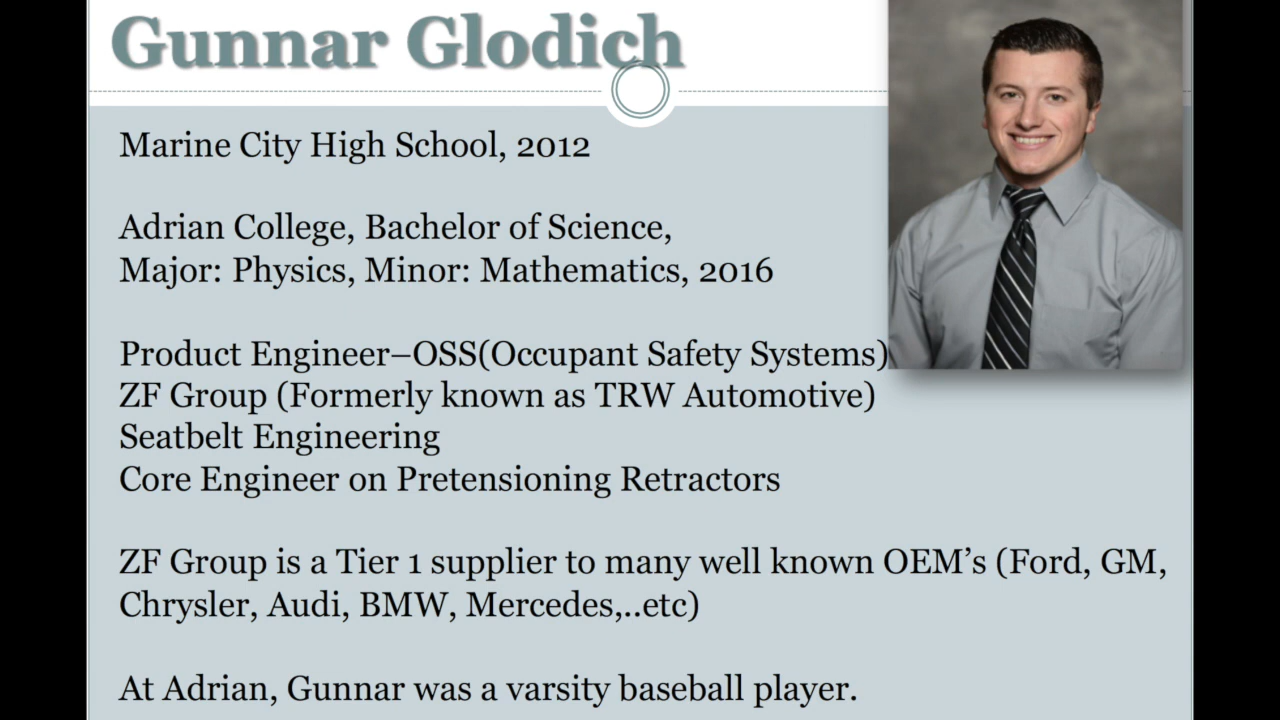 Gunnar Glodich
Marine City High School, 2012
Adrian College, Bachelor of Science,
Major: Physics, Minor: Mathematics, 2016
Product Engineer–OSS(Occupant Safety Systems)
ZF Group (Formerly known as TRW Automotive)
Seatbelt Engineering
Core Engineer on Pretensioning Retractors
ZF Group is a Tier 1 supplier to many well known OEM’s (Ford, GM,
Chrysler, Audi, BMW, Mercedes,..etc)
At Adrian, Gunnar was a varsity baseball player.